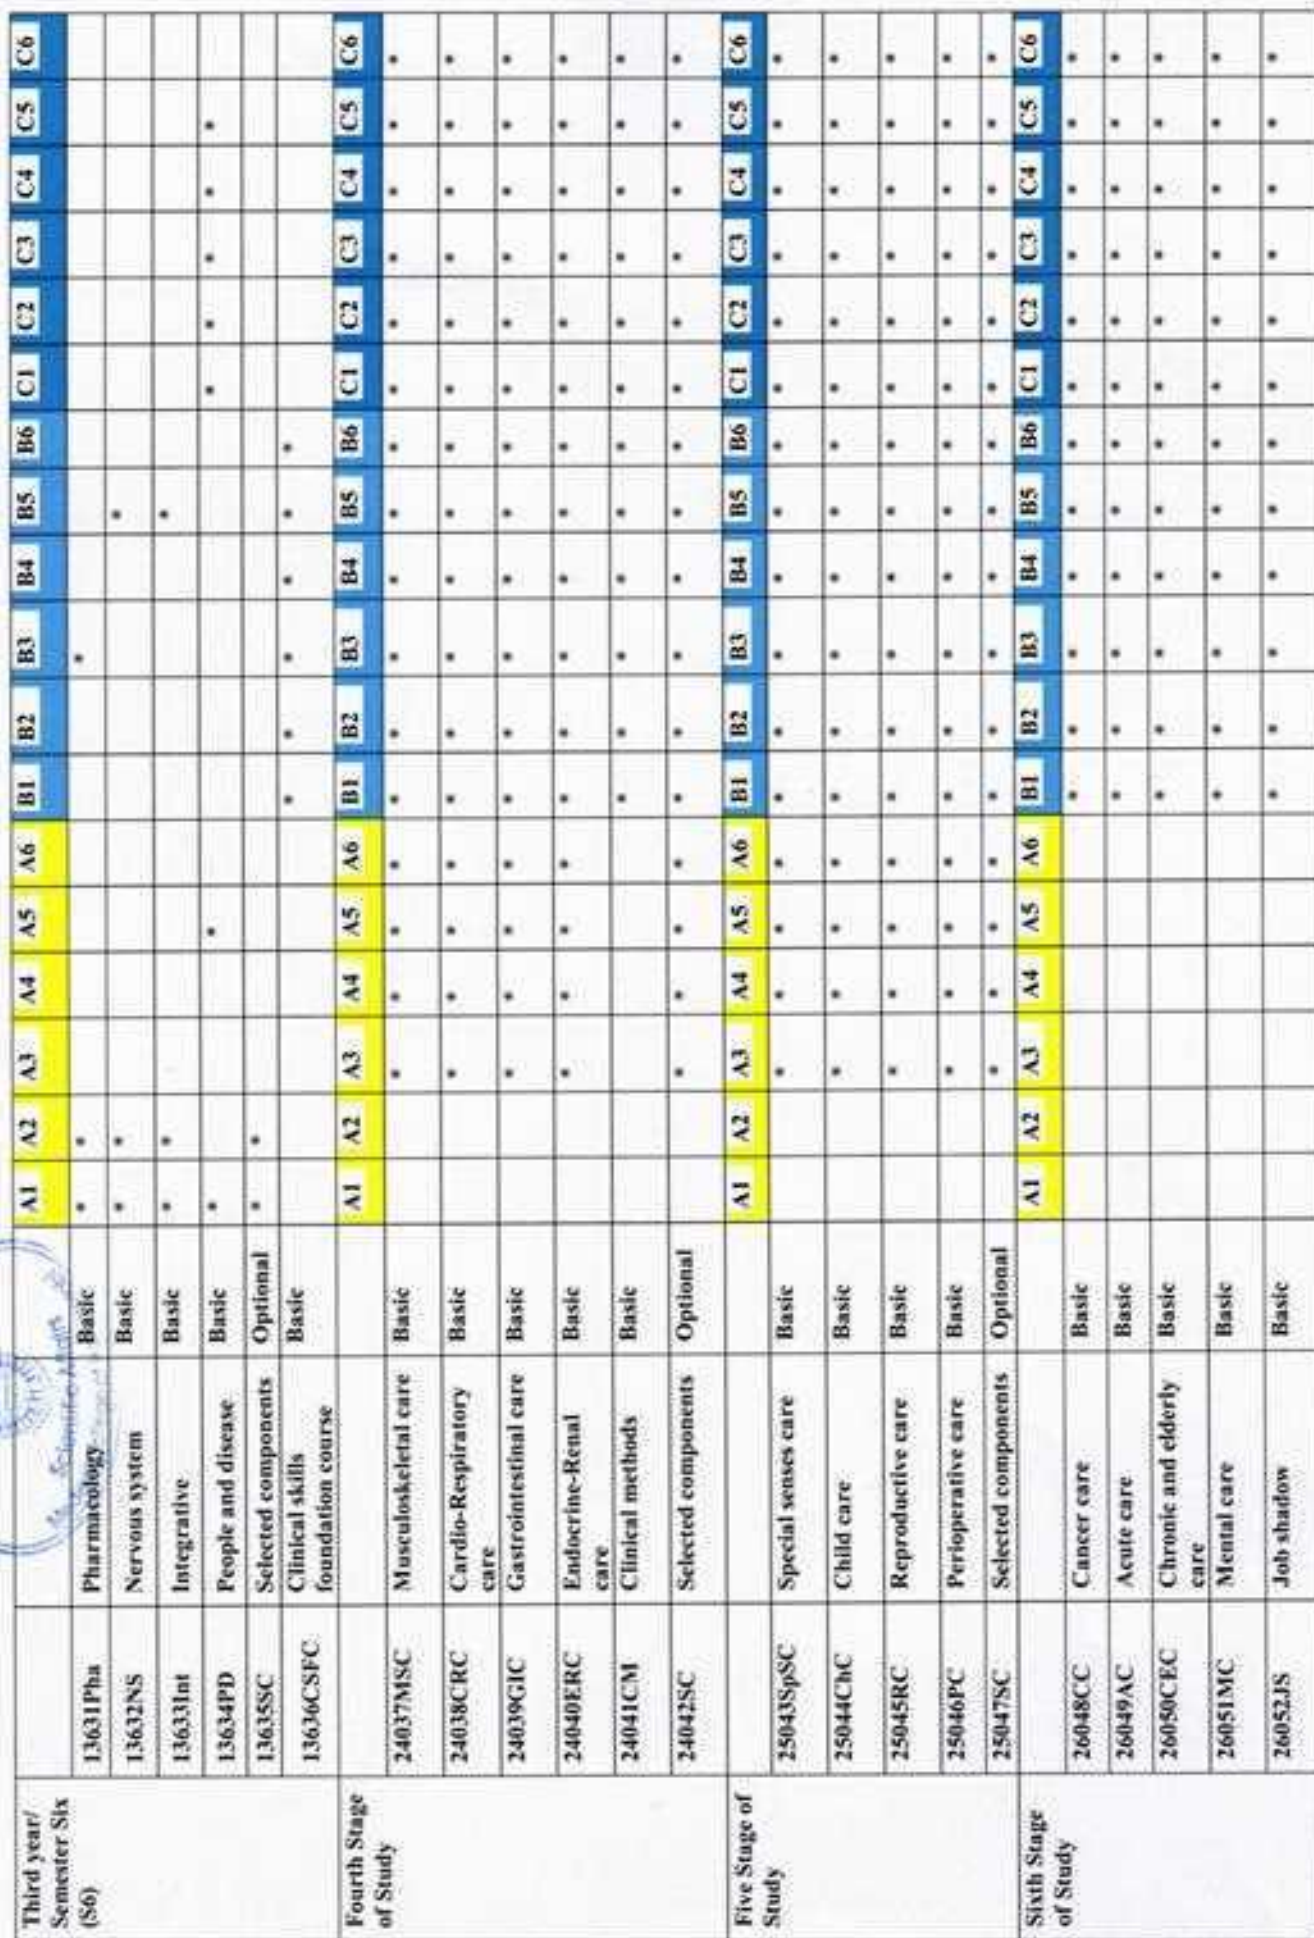 Third year/ A1 A2 A3 A4 A5 A6 B1 B2 B3 B4 B5 B6 C1 C2 C3 C4 C5 C6
Semester Six
(S6)
13631Pha Pharmacology Basic * * *
13632NS Nervous system Basic * * *
13633Int Integrative Basic * * *
13634PD People and disease Basic * * * * * * *
13635SC Selected components Optional * *
13636CSFC Clinical skills Basic * * * * * *
foundation course
Fourth Stage A1 A2 A3 A4 A5 A6 B1 B2 B3 B4 B5 B6 C1 C2 C3 C4 C5 C6
of Study
24037MSC Musculoskeletal care Basic * * * * * * * * * * * * * * * *
24038CRC Cardio-Respiratory Basic * * * * * * * * * * * * * * * *
care
24039GIC Gastrointestinal care Basic * * * * * * * * * * * * * * * *
24040ERC Endocrine-Renal Basic * * * * * * * * * * * * * * * *
care
24041CM Clinical methods Basic * * * * * * * * * * * *
24042SC Selected components Optional * * * * * * * * * * * * * * * *
Five Stage of A1 A2 A3 A4 A5 A6 B1 B2 B3 B4 B5 B6 C1 C2 C3 C4 C5 C6
Study
25043SpSC Special senses care Basic * * * * * * * * * * * * * * * *
25044ChC Child care Basic * * * * * * * * * * * * * * * *
25045RC Reproductive care Basic * * * * * * * * * * * * * * * *
25046PC Perioperative care Basic * * * * * * * * * * * * * * * *
25047SC Selected components Optional * * * * * * * * * * * * * * * *
Sixth Stage A1 A2 A3 A4 A5 A6 B1 B2 B3 B4 B5 B6 C1 C2 C3 C4 C5 C6
of Study
26048CC Cancer care Basic * * * * * * * * * * * *
26049AC Acute care Basic * * * * * * * * * * * *
26050CEC Chronic and elderly Basic * * * * * * * * * * * *
care
26051MC Mental care Basic * * * * * * * * * * * *
26052JS Job shadow Basic * * * * * * * * * * * *